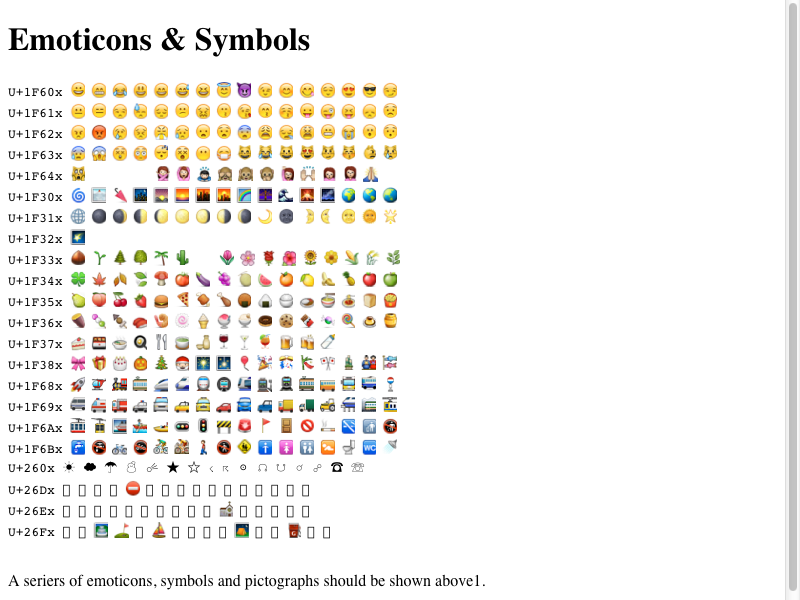 Emoticons & Symbols
U+1F60x
U+1F61x
U+1F62x
U+1F63x
U+1F64x
U+1F30x
U+1F31x
U+1F32x
U+1F33x
U+1F34x
U+1F35x
U+1F36x
U+1F37x
U+1F38x
U+1F68x
U+1F69x
U+1F6Ax
U+1F6Bx
U+260x
U+26Dx
U+26Ex
U+26Fx
A seriers of emoticons, symbols and pictographs should be shown above1.